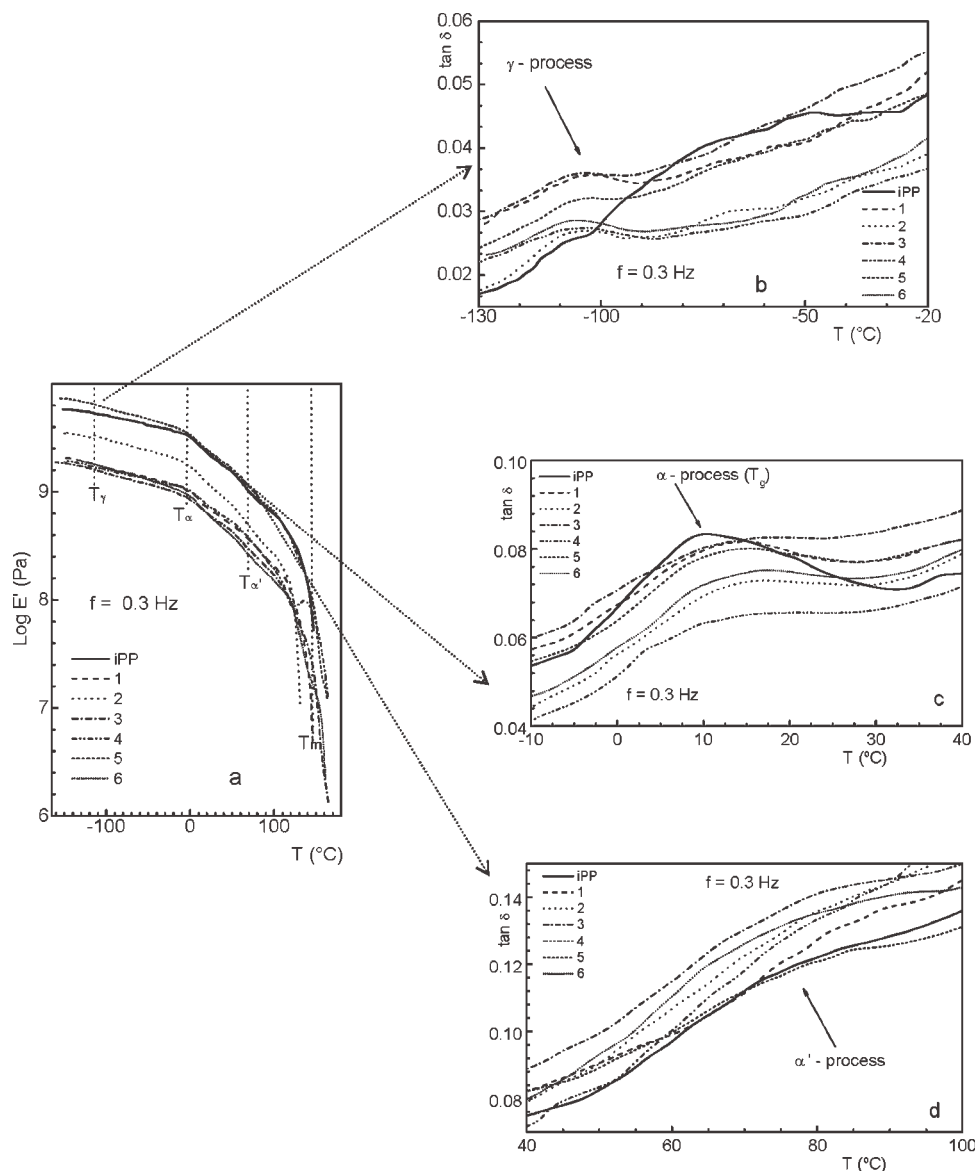 0.06
tan δ
0.05
0.04
0.03
0.02
γ - process
iPP
1
2
3
4
5
6
f = 0.3 Hz
b
-130
-100
-50
-20
T (°C)
9
8
7
6
Log E' (Pa)
Tγ
Tα
Tα'
f = 0.3 Hz
iPP
1
2
3
4
5
6
Tm
a
-100
0
100
T (°C)
0.10
tan δ
0.08
0.06
0.04
iPP
1
2
3
4
5
6
α - process (Tg)
f = 0.3 Hz
c
-10
0
10
20
30
40
T (ºC)
0.14
tan δ
0.12
0.10
0.08
iPP
1
2
3
4
5
6
f = 0.3 Hz
α' - process
d
40
60
80
100
T (ºC)